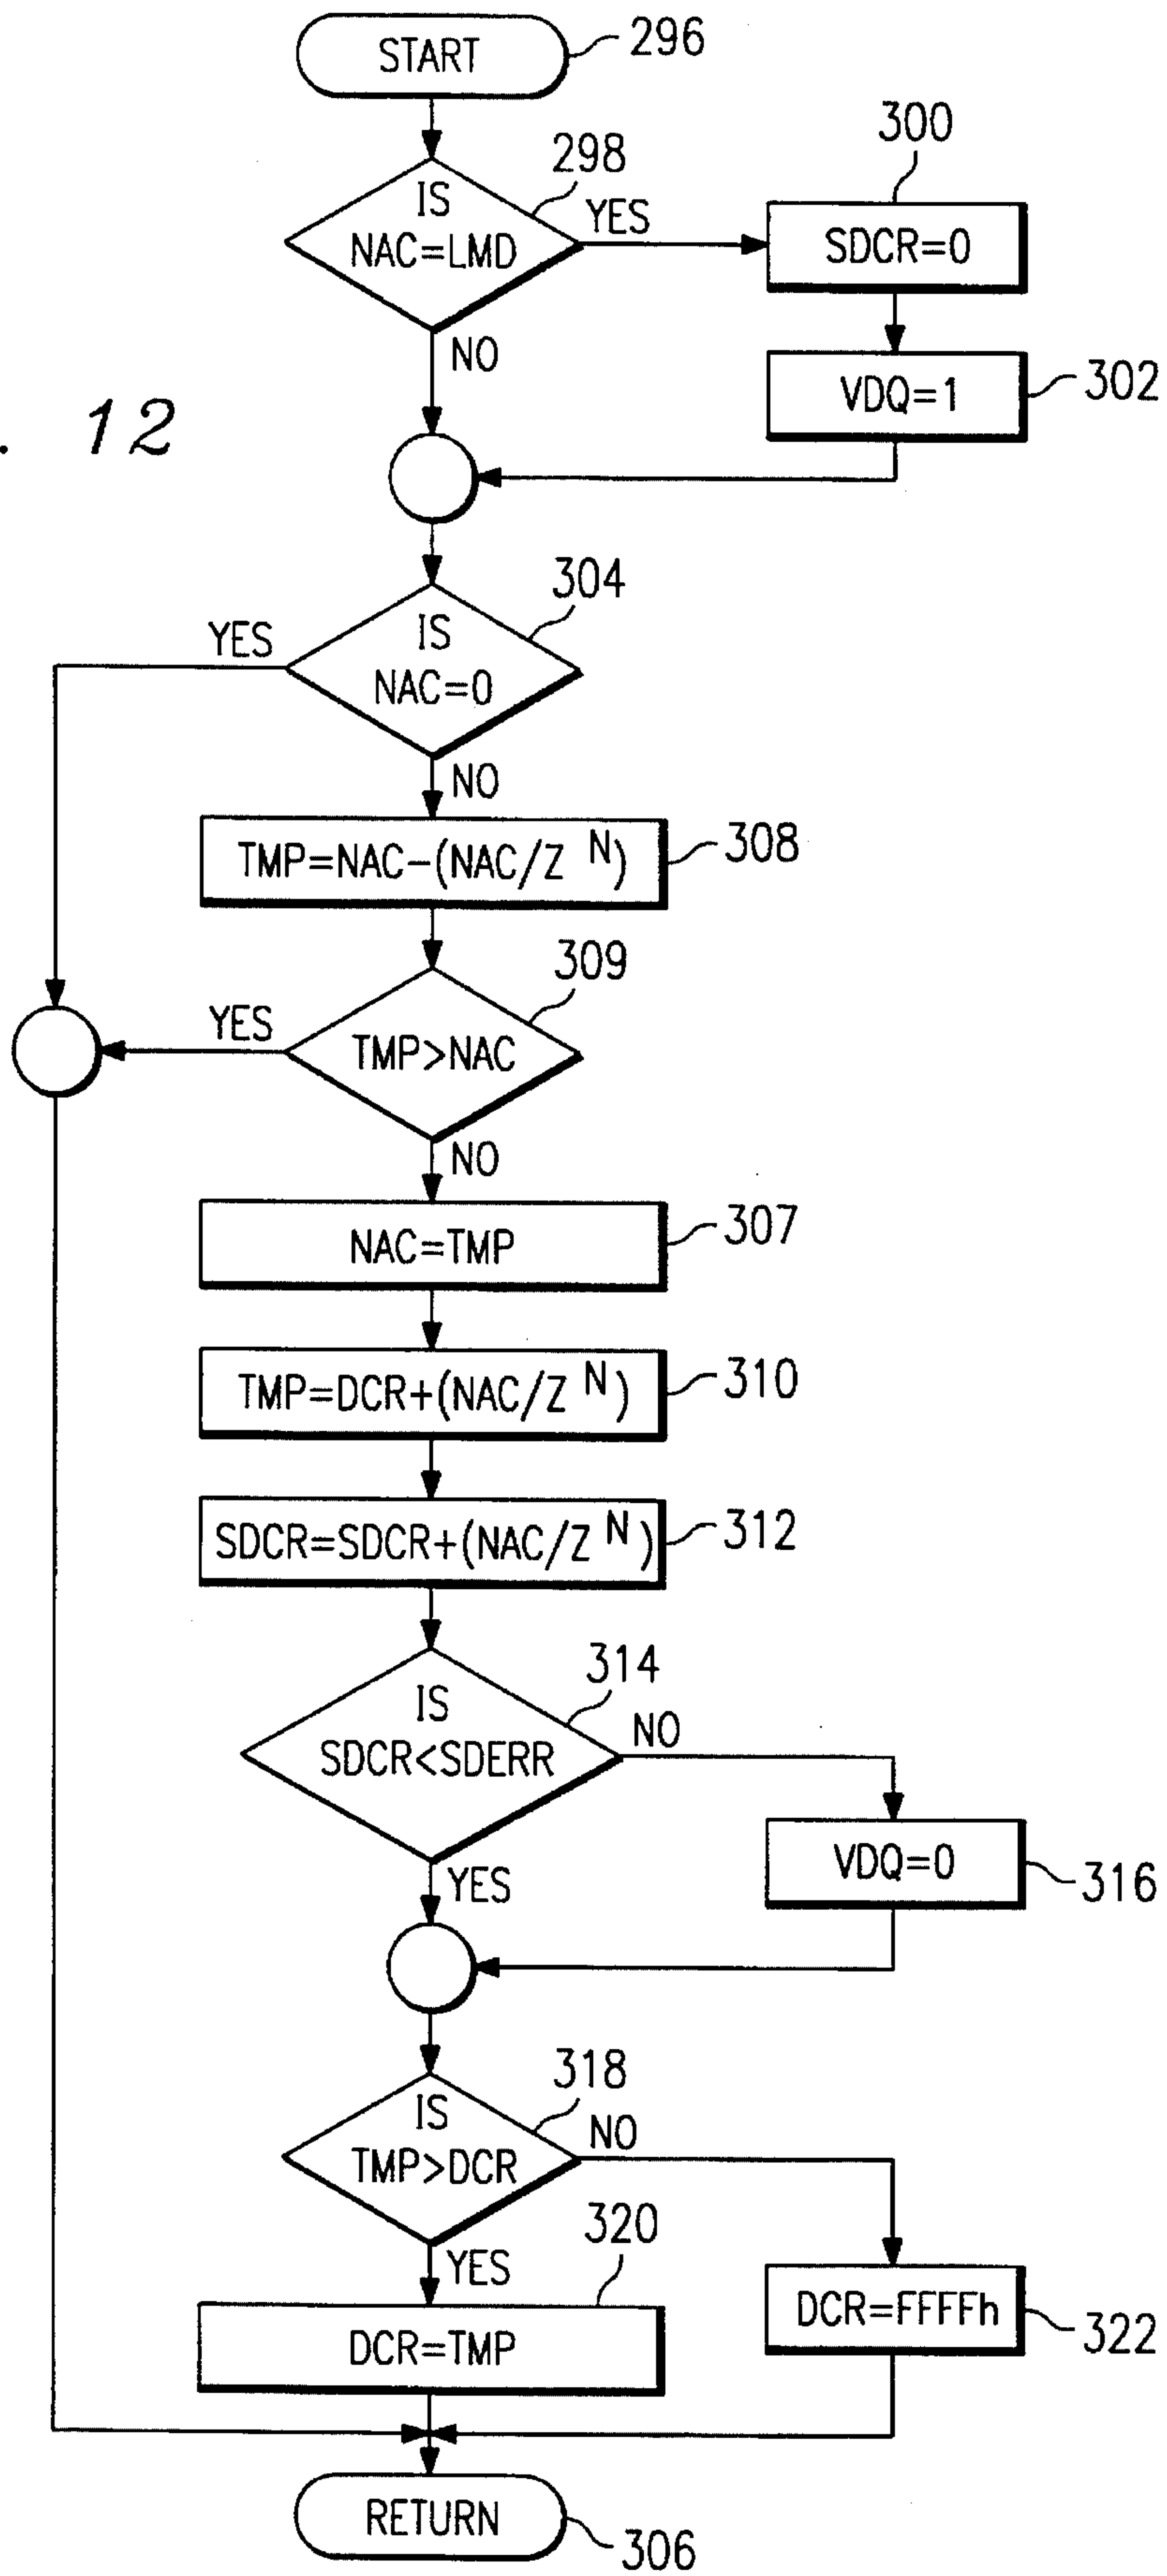 START
296
IS
NAC=LMD
298
YES
NO
300
SDCR=0
VDQ=1
302
. 12
304
IS
NAC=0
YES
NO
TMP=NAC-(NAC/Z N)
308
309
TMP>NAC
YES
NO
NAC=TMP
307
TMP=DCR+(NAC/Z N)
310
SDCR=SDCR+(NAC/Z N)
312
314
IS
SDCR<SDERR
NO
YES
VDQ=0
316
318
IS
TMP>DCR
NO
YES
320
DCR=TMP
DCR=FFFFh
322
RETURN
306